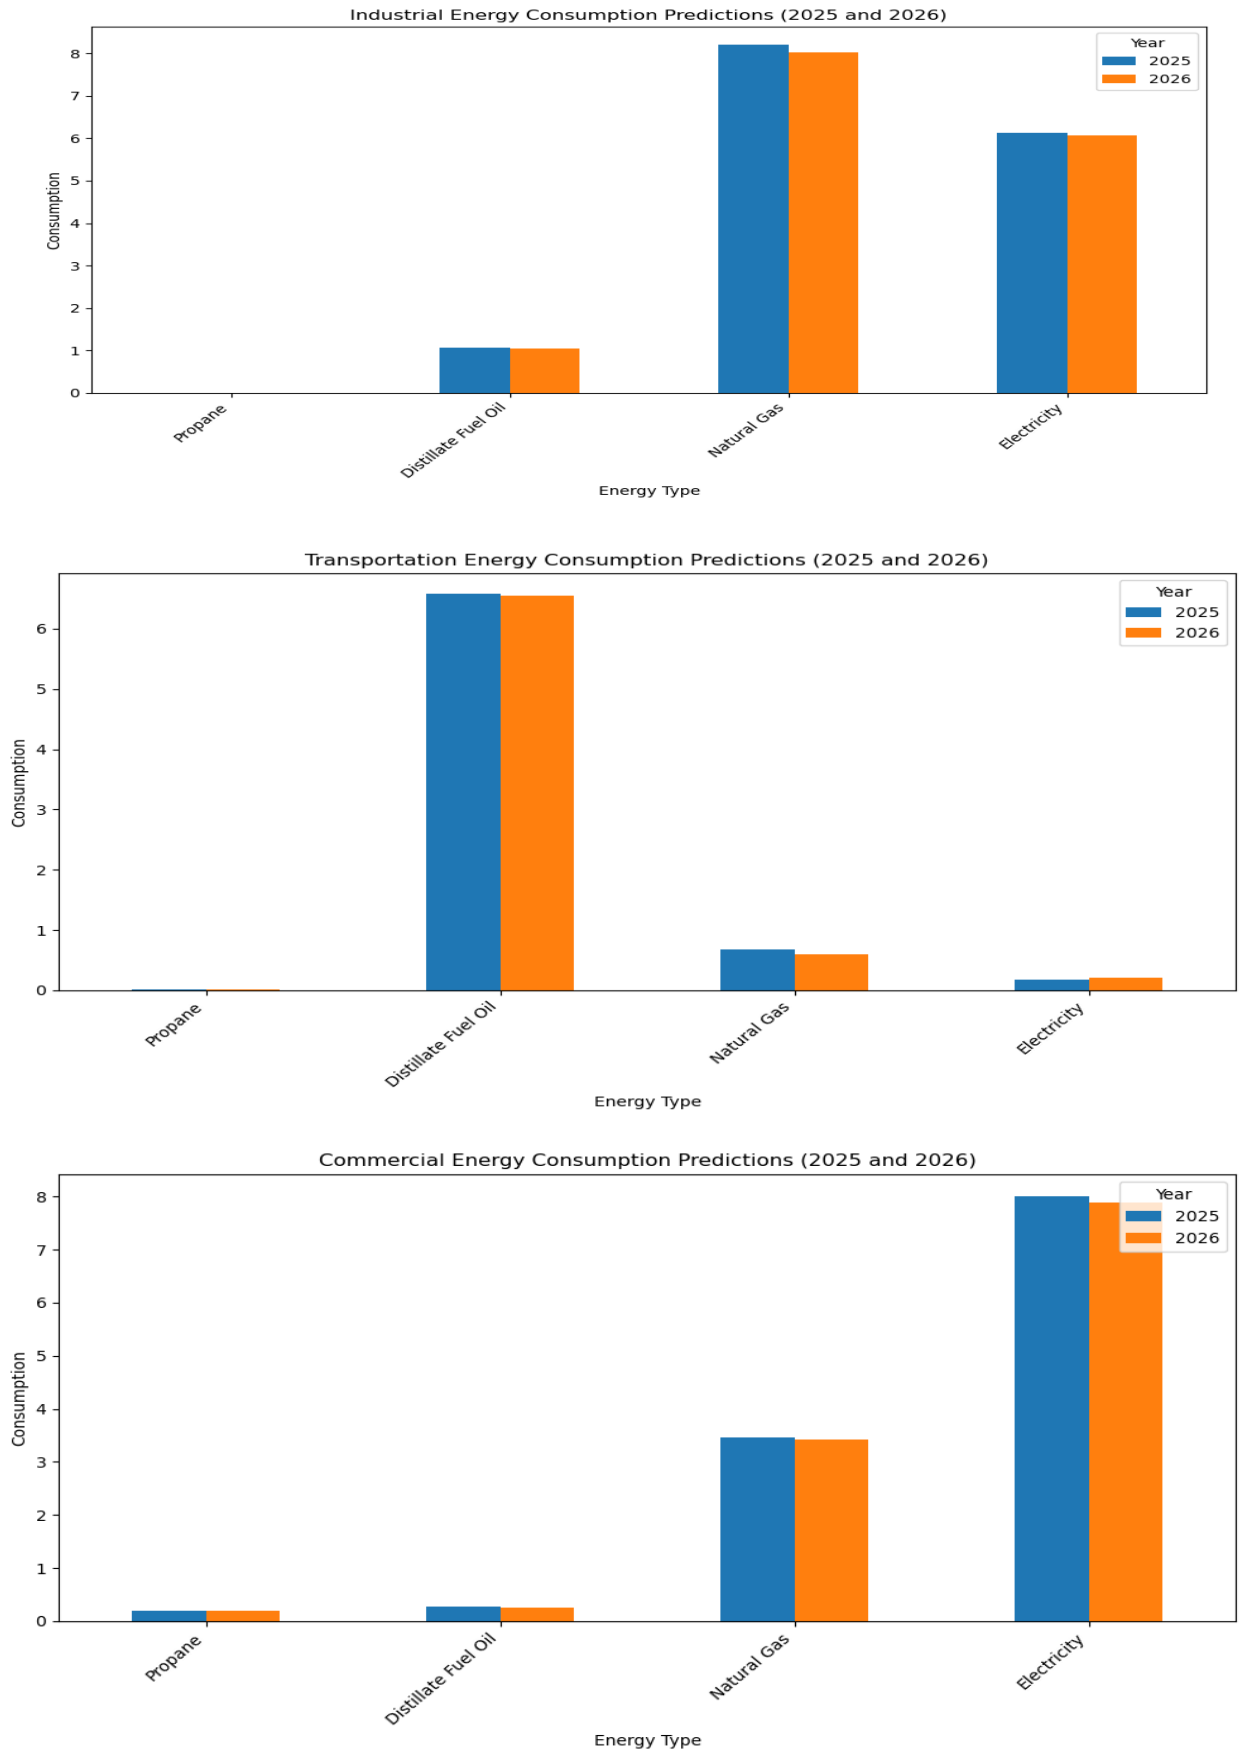 Industrial Energy Consumption Predictions (2025 and 2026)
Year
2025
2026
8
7
6
5
4
3
2
1
0
Consumption
Propane
Distillate Fuel Oil
Natural Gas
Electricity
Energy Type
Transportation Energy Consumption Predictions (2025 and 2026)
Year
2025
2026
6
5
4
3
2
1
0
Consumption
Propane
Distillate Fuel Oil
Natural Gas
Electricity
Energy Type
Commercial Energy Consumption Predictions (2025 and 2026)
Year
2025
2026
8
7
6
5
4
3
2
1
0
Consumption
Propane
Distillate Fuel Oil
Natural Gas
Electricity
Energy Type